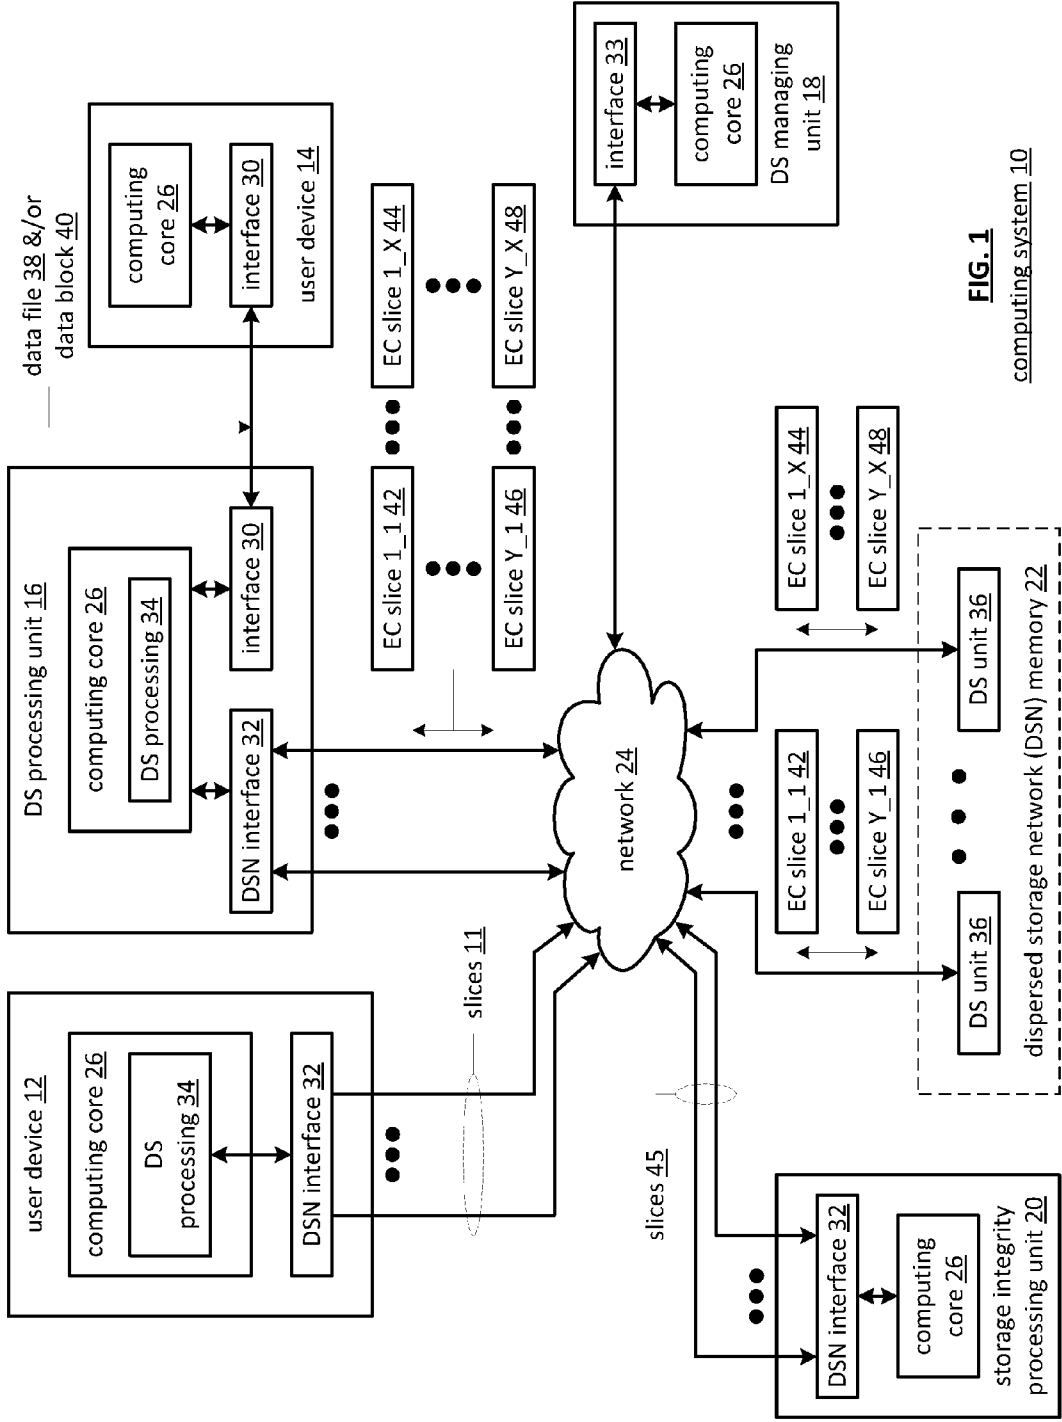 user device 12
computing core 26
DS
processing 34
DSN interface 32
DS processing unit 16
computing core 26
DS processing 34
DSN interface 32
interface 30
data file 38 &/or
data block 40
computing
core 26
interface 30
user device 14
slices 11
EC slice 1_1 42
EC slice 1_X 44
EC slice Y_1 46
EC slice Y_X 48
network 24
interface 33
computing
core 26
DS managing
unit 18
slices 45
DSN interface 32
computing
core 26
storage integrity
processing unit 20
EC slice 1_1 42
EC slice Y_1 46
EC slice 1_X 44
EC slice Y_X 48
DS unit 36
DS unit 36
dispersed storage network (DSN) memory 22
FIG. 1
computing system 10